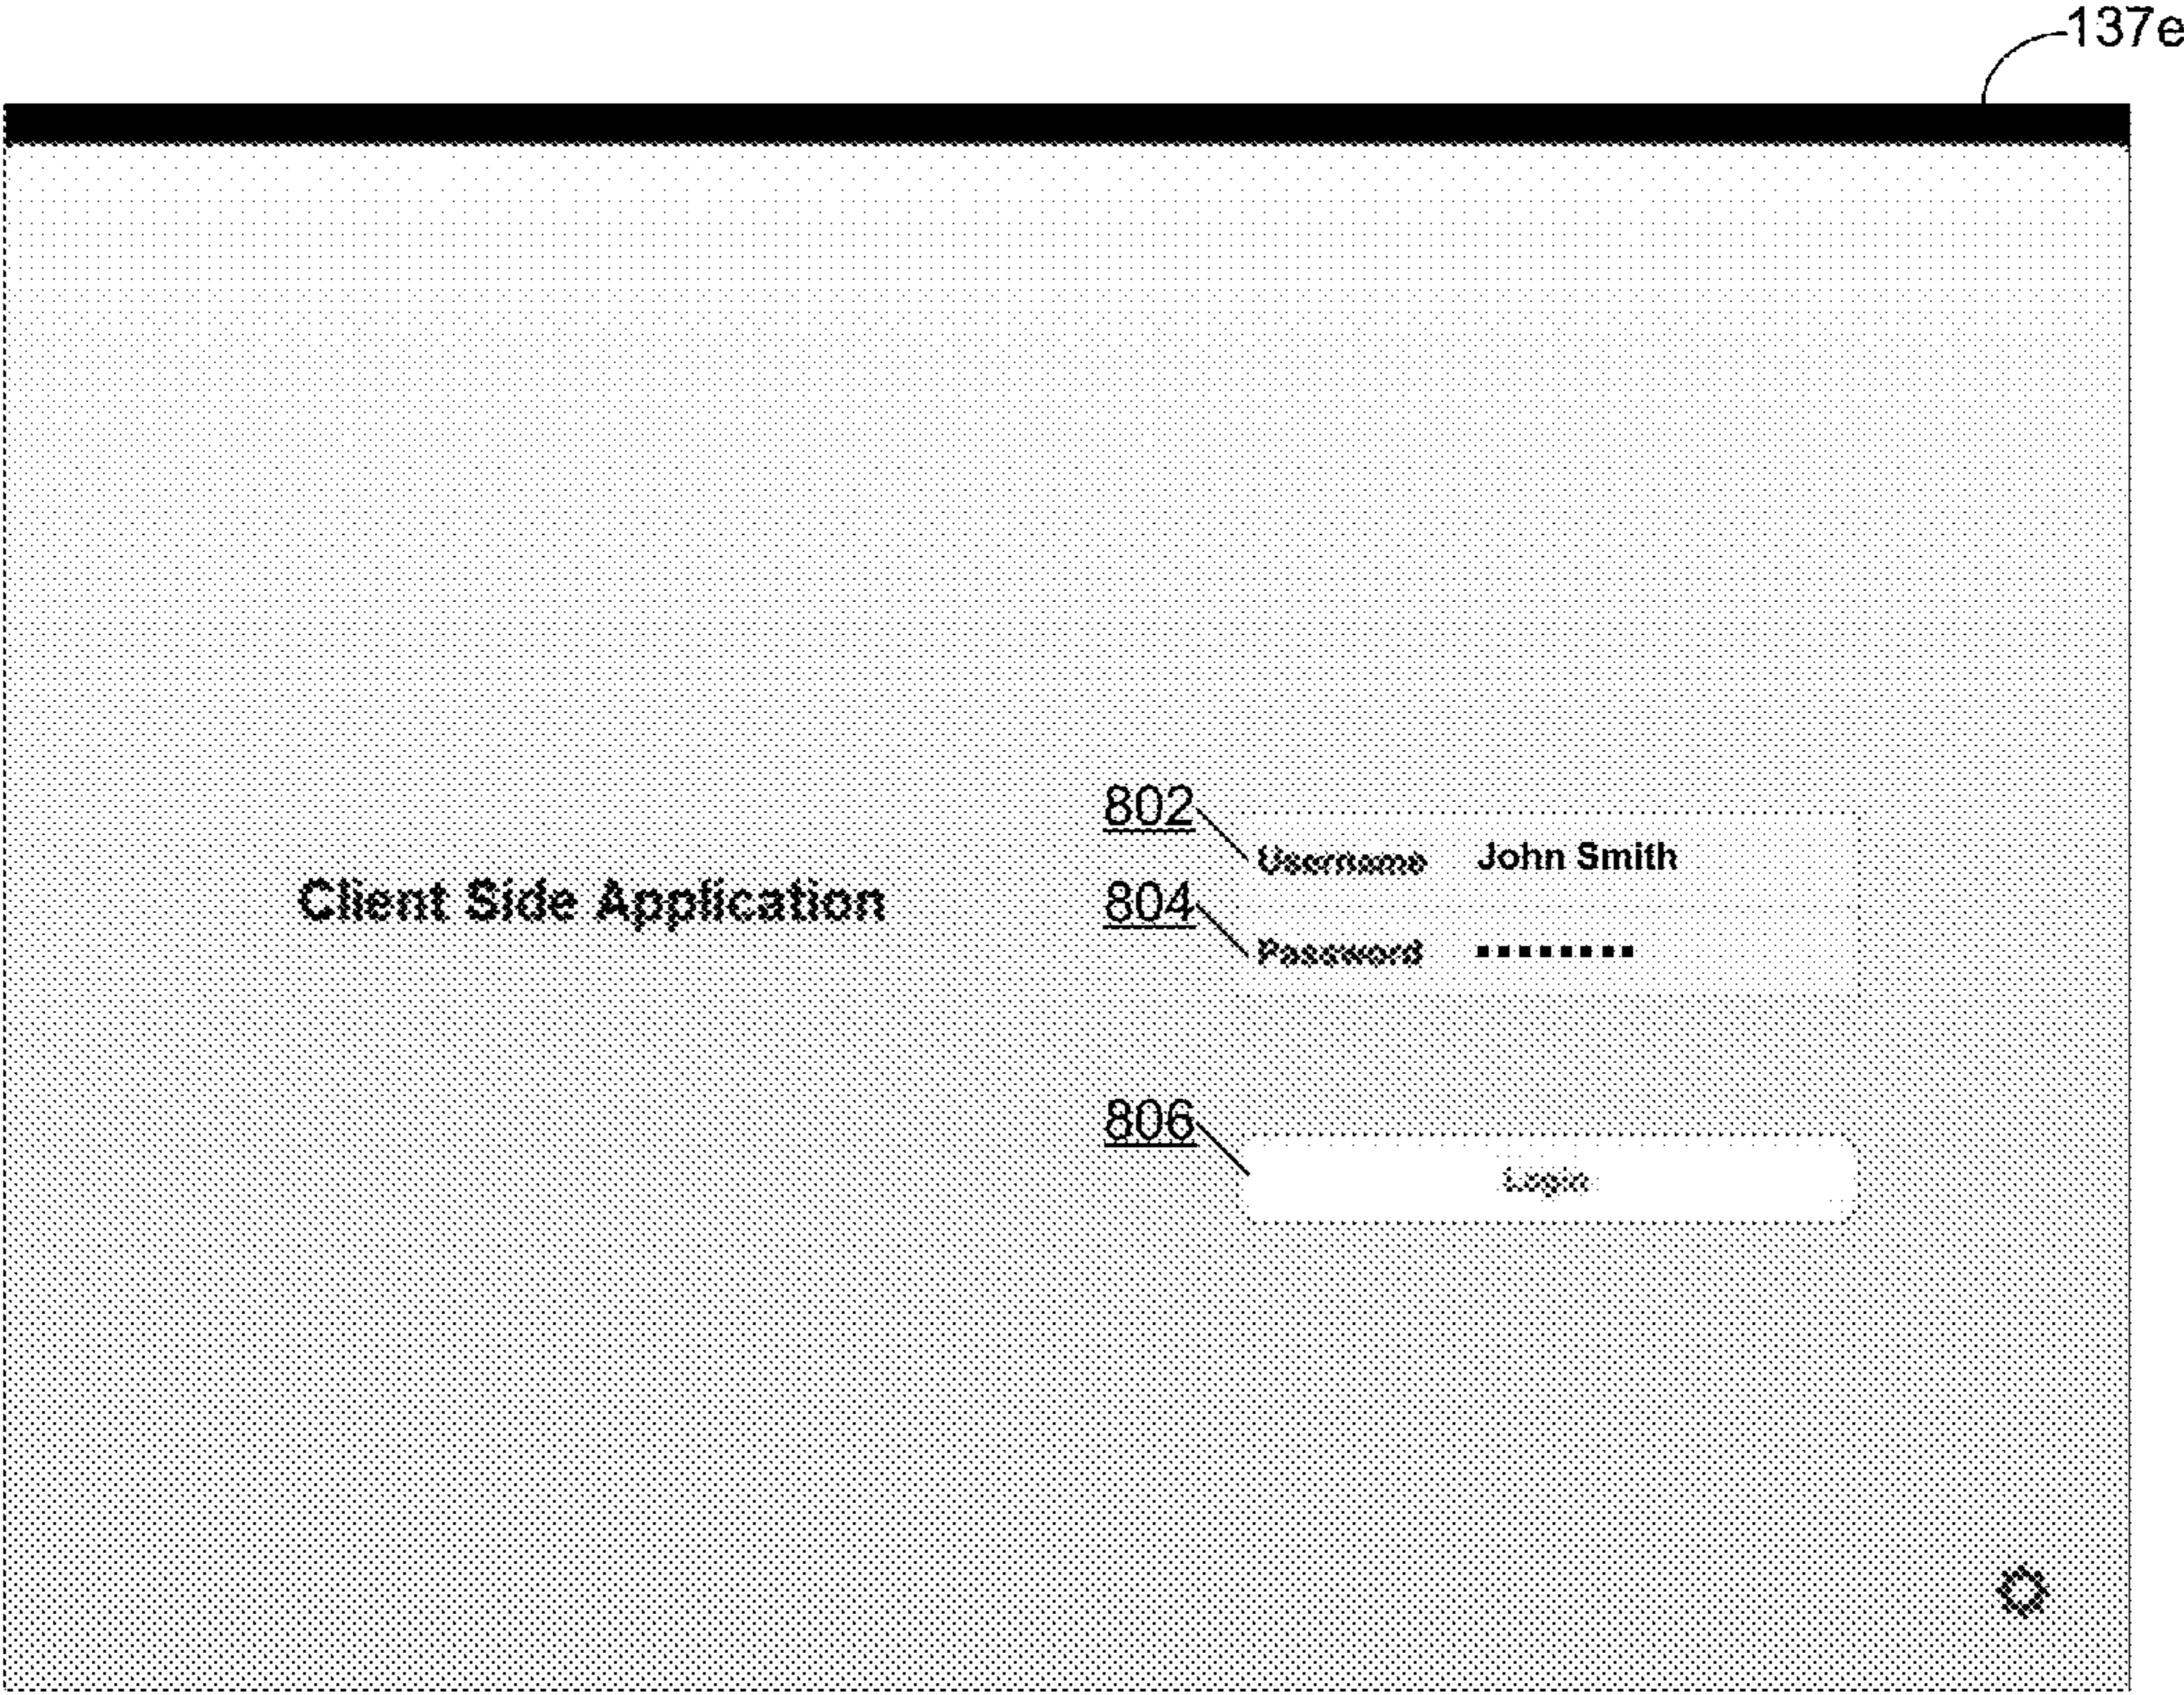 137e
802
Username John Smith
Client Side Application
804
Password ▪▪▪▪▪▪▪▪
806
Login